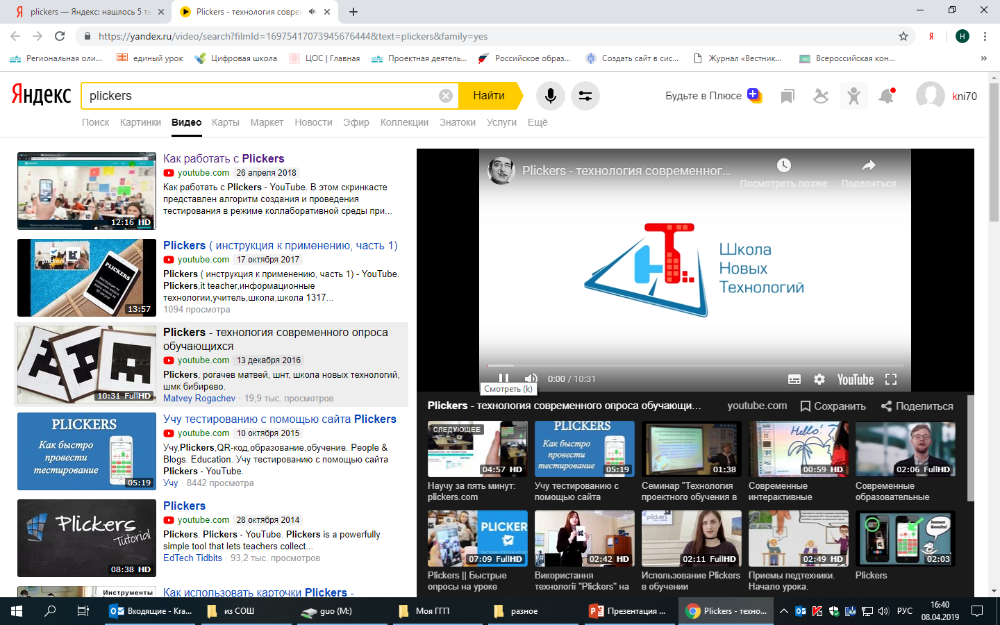 plickers — Яндекс: нашлось 5 ты
Plickers - технология соврем
https://yandex.ru/video/search?filmId=16975417073945676444&text=plickers&family=yes
Я
Н
Региональная оли...
единый урок
Цифровая школа
ЦОС | Главная
Проектная деятель...
Российское образ...
Создать сайт в сис...
Журнал «Вестник...
Всероссийская кон...
»
Яндекс
plickers
Найти
Будьте в Плюсе
kni70
Поиск
Картинки
Видео
Карты
Маркет
Новости
Эфир
Коллекции
Знатоки
Услуги
Ещё
12:16 HD
Как работать с Plickers
youtube.com 26 апреля 2018
Как работать с Plickers - YouTube. В этом скринкасте
представлен алгоритм создания и проведения
тестирования в режиме коллаборативной среды при...
PLICKERS
13:57
Plickers ( инструкция к применению, часть 1)
youtube.com 17 октября 2017
Plickers ( инструкция к применению, часть 1) - YouTube.
Plickers,it teacher,информационные
технологии,учитель,школа,школа 1317...
1094 просмотра
10:31 FullHD
Plickers - технология современного опроса
обучающихся
youtube.com 13 декабря 2016
Plickers, рогачев матвей, шнт, школа новых технологий,
шмк бибирево.
Matvey Rogachev · 19,9 тыс. просмотров
PLICKERS
Как быстро
провести
тестирование
05:19
Учу тестированию с помощью сайта Plickers
youtube.com 10 октября 2015
Учу,Plickers,QR-код,образование,обучение. People &
Blogs. Education. Учу тестированию с помощью сайта
Plickers - YouTube.
Учу · 8442 просмотра
Plickers
Tutorial
08:38 HD
Plickers
youtube.com 28 октября 2014
Plickers. Plickers - YouTube. Plickers is a powerfully
simple tool that lets teachers collect...
EdTech Tidbits · 93,2 тыс. просмотров
Инструменты
Как использовать карточки Plickers -
Plickers - технология современног...
Посмотреть позже
Поделиться
Школа
Новых
Технологий
0:00 / 10:31
YouTube
Смотреть (k)
Plickers - технология современного опроса обучающи...
youtube.com
Сохранить
Поделиться
СЛЕДУЮЩЕЕ
04:57 HD
Научу за пять минут:
plickers.com
PLICKERS
Как быстро
провести
тестирование
05:19
Учу тестированию с
помощью сайта
01:38
Семинар "Технология
проектного обучения в
Hello!
00:59 HD
Современные
интерактивные
02:06 FullHD
Современные
образовательные
PLICKER
07:09 FullHD
Plickers || Быстрые
опросы на уроке
02:42 HD
Використання
технології "Plickers" на
plickers
02:11 FullHD
Использование Plickers
в обучении
02:49 HD
Приемы педтехники.
Начало урока.
Instant
Results!
02:03
Plickers
Входящие - Kra...
из СОШ
guo (M:)
Моя ГГП
разное
Презентация ...
Plickers - техно...
РУС
16:40
08.04.2019